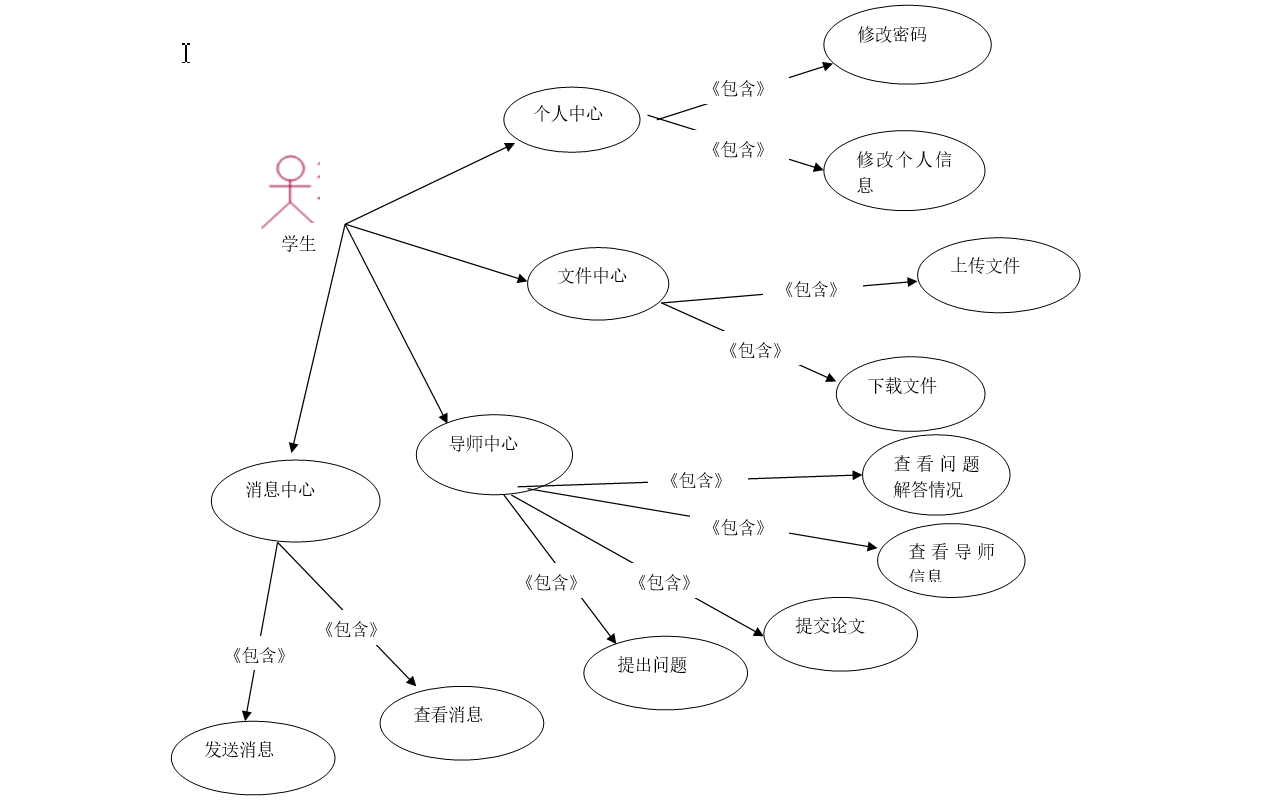 修改密码
《包含》
个人中心
《包含》
修改个人信
息
学生
文件中心
上传文件
《包含》
《包含》
下载文件
导师中心
查看问题
解答情况
《包含》
消息中心
《包含》
查看导师
信息
《包含》
《包含》
提交论文
《包含》
《包含》
提出问题
查看消息
发送消息